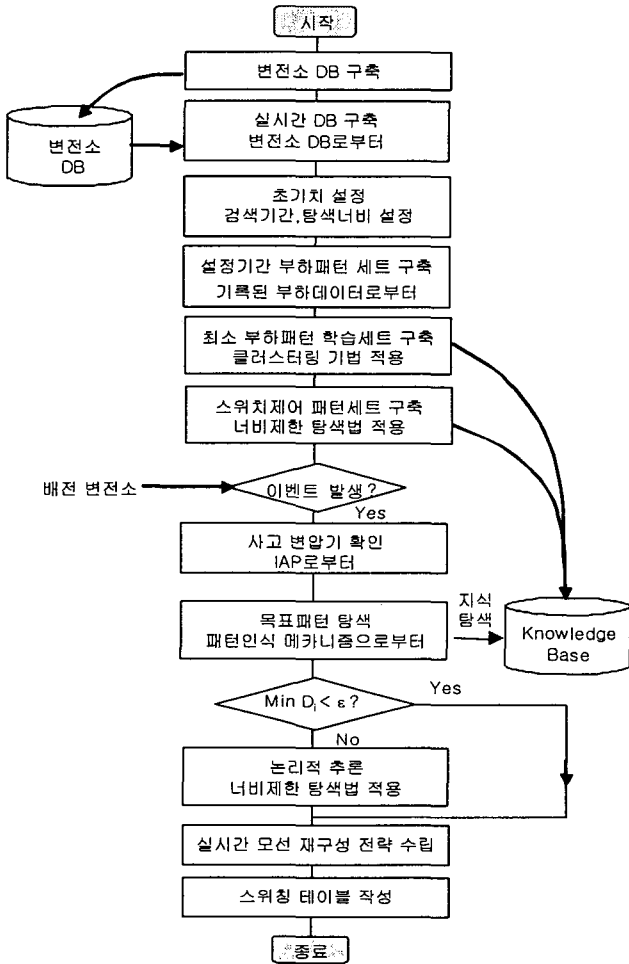 시작
변전소 DB 구축
실시간 DB 구축
변전소 DB로부터
변전소
DB
초기치 설정
검색기간,탐색너비 설정
설정기간 부하패턴 세트 구축
기록된 부하데이터로부터
최소 부하패턴 학습세트 구축
클러스터링 기법 적용
스위치제어 패턴세트 구축
너비제한 탐색법 적용
배전 변전소
이벤트 발생?
Yes
사고 변압기 확인
IAP로부터
목표패턴 탐색
패턴인식 메카니즘으로부터
지식
탐색
Knowledge
Base
Min Di< ε?
Yes
No
논리적 추론
너비제한 탐색법 적용
실시간 모선 재구성 전략 수립
스위칭 테이블 작성
종료